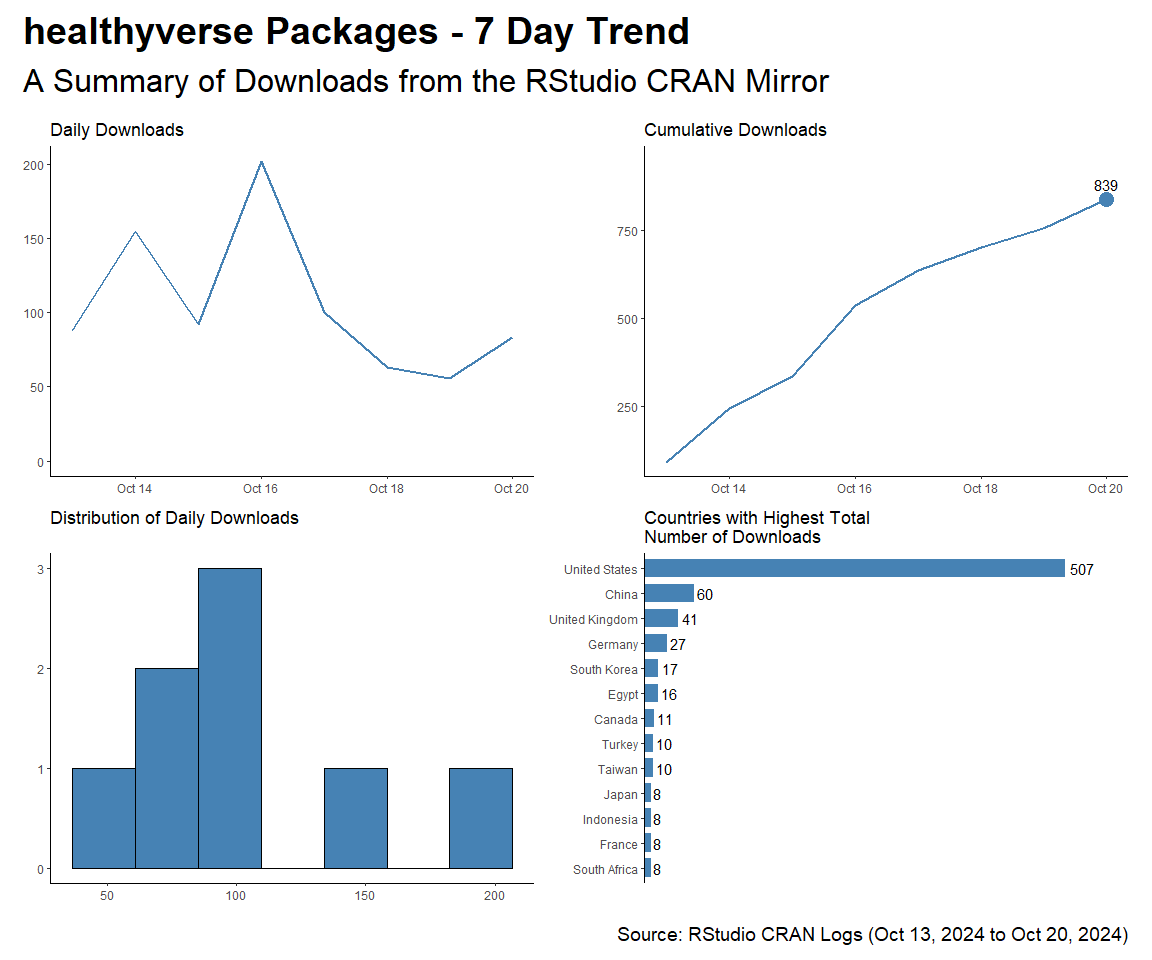 healthyverse Packages - 7 Day Trend
A Summary of Downloads from the RStudio CRAN Mirror
Daily Downloads
200
150
100
50
0
Oct 14
Oct 16
Oct 18
Oct 20
Cumulative Downloads
839
750
500
250
Oct 14
Oct 16
Oct 18
Oct 20
Distribution of Daily Downloads
3
2
1
0
50
100
150
200
Countries with Highest Total
Number of Downloads
United States 507
China 60
United Kingdom 41
Germany 27
South Korea 17
Egypt 16
Canada 11
Turkey 10
Taiwan 10
Japan 8
Indonesia 8
France 8
South Africa 8
Source: RStudio CRAN Logs (Oct 13, 2024 to Oct 20, 2024)